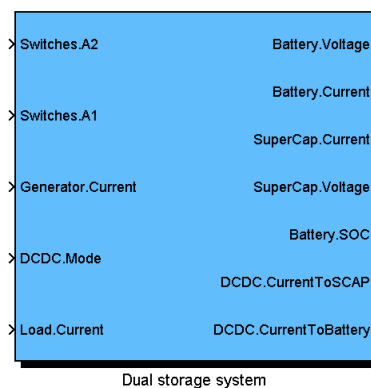 Switches.A2
Battery.Voltage
Battery.Current
Switches.A1
SuperCap.Current
Generator.Current
SuperCap.Voltage
Battery.SOC
DCDC.Mode
DCDC.CurrentToSCAP
Load.Current
DCDC.CurrentToBattery
Dual storage system